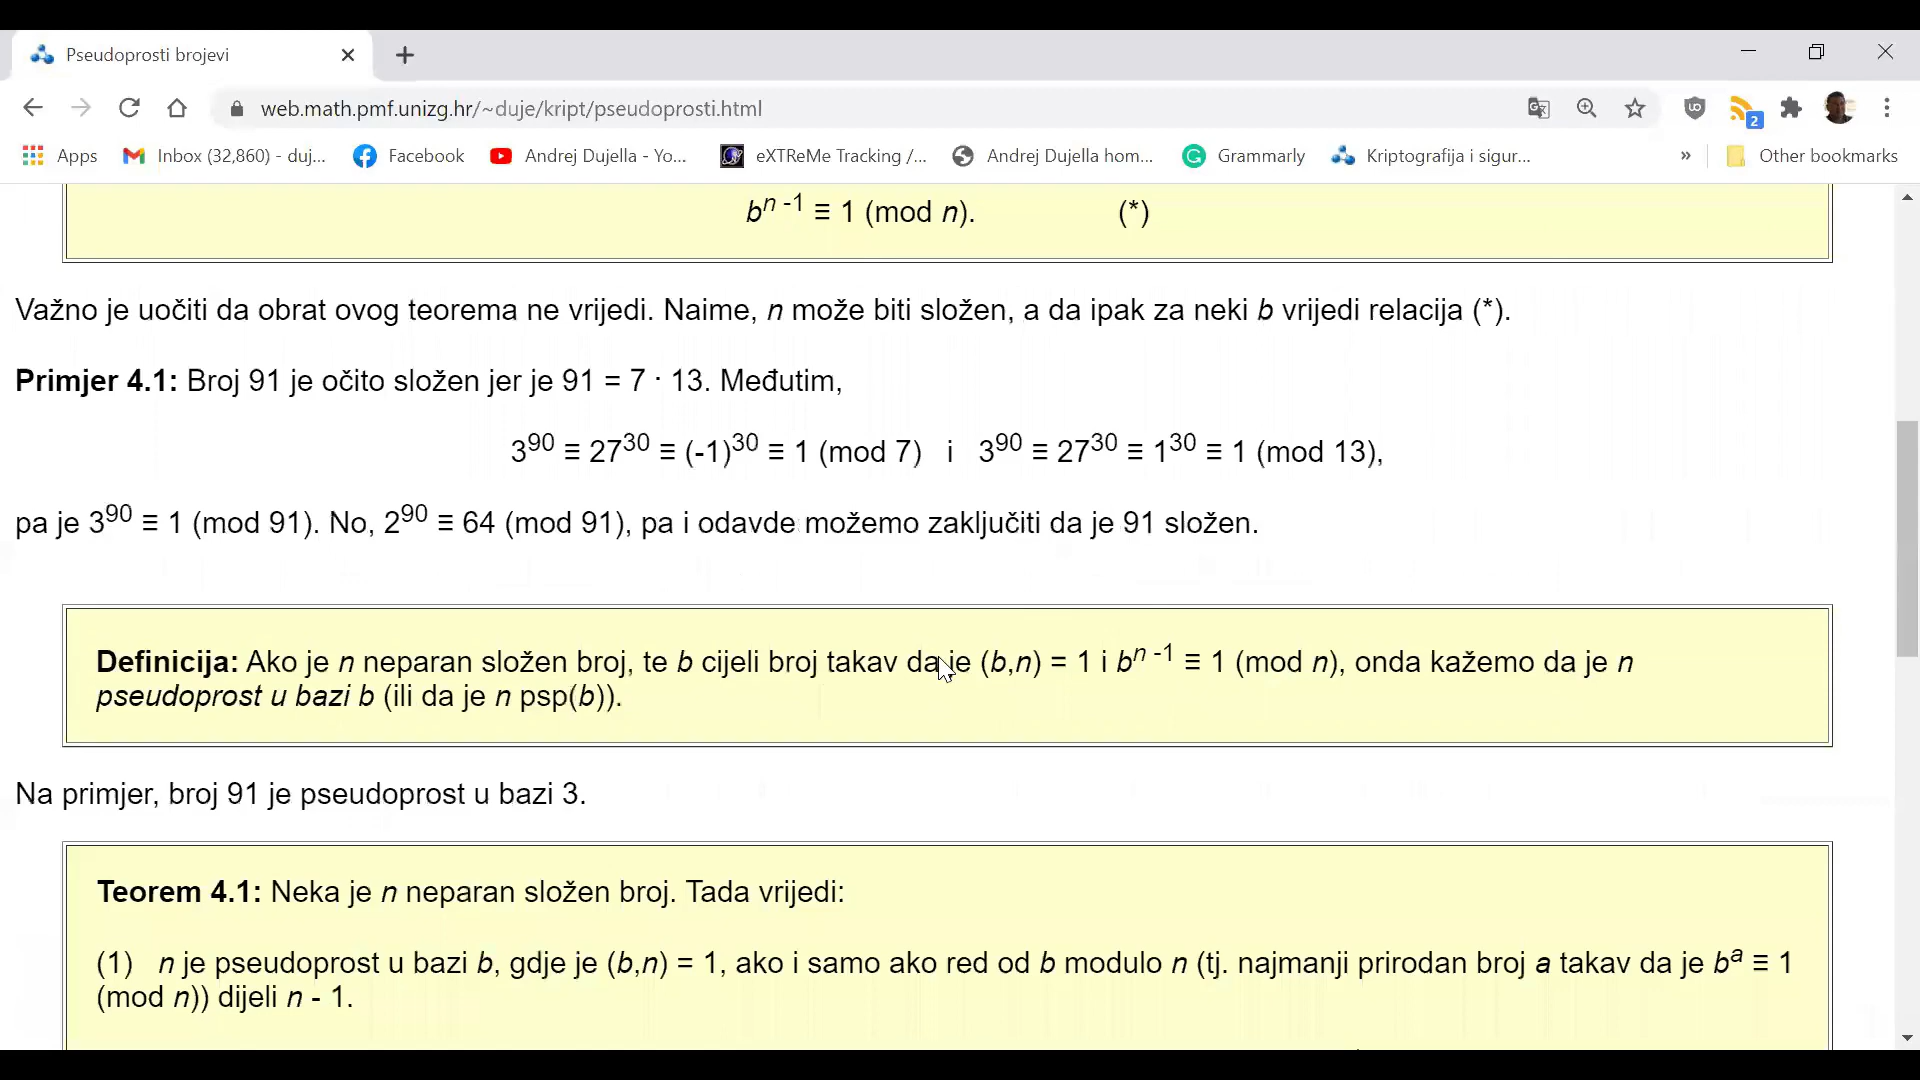 Pseudoprosti brojevi
web.math.pmf.unizg.hr/~duje/kript/pseudoprosti.html
2
Apps
Inbox (32,860) - duj...
Facebook
Andrej Dujella - Yo...
eXTReMe Tracking /...
Andrej Dujella hom...
Grammarly
Kriptografija i sigur...
»
Other bookmarks
b^{n -1} ≡ 1 (mod n). (*)
Važno je uočiti da obrat ovog teorema ne vrijedi. Naime, n može biti složen, a da ipak za neki b vrijedi relacija (*).
Primjer 4.1: Broj 91 je očito složen jer je 91 = 7 · 13. Međutim,
3^{90} ≡ 27^{30} ≡ (-1)^{30} ≡ 1 (mod 7) i 3^{90} ≡ 27^{30} ≡ 1^{30} ≡ 1 (mod 13),
pa je 3^{90} ≡ 1 (mod 91). No, 2^{90} ≡ 64 (mod 91), pa i odavde možemo zaključiti da je 91 složen.
Definicija: Ako je n neparan složen broj, te b cijeli broj takav da je (b,n) = 1 i b^{n -1} ≡ 1 (mod n), onda kažemo da je n
pseudoprost u bazi b (ili da je n psp(b)).
Na primjer, broj 91 je pseudoprost u bazi 3.
Teorem 4.1: Neka je n neparan složen broj. Tada vrijedi:
(1) n je pseudoprost u bazi b, gdje je (b,n) = 1, ako i samo ako red od b modulo n (tj. najmanji prirodan broj a takav da je b^a ≡ 1
(mod n)) dijeli n - 1.